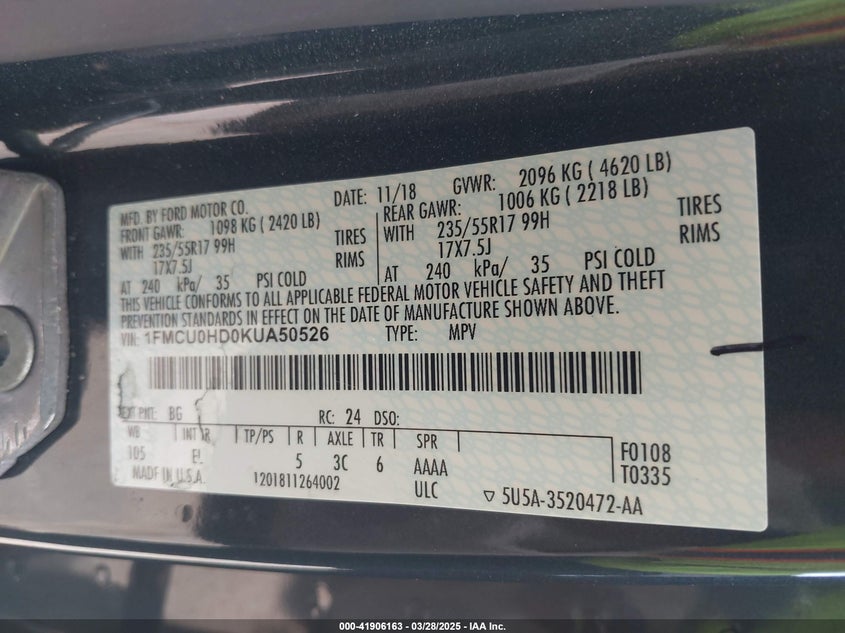 MFD. BY FORD MOTOR CO.
DATE: 11/18 GVWR: 2096 KG ( 4620 LB)
FRONT GAWR: 1098 KG ( 2420 LB)
WITH 235/55R17 99H TIRES
17X7.5J RIMS
AT 240 kPa/ 35 PSI COLD
REAR GAWR: 1006 KG ( 2218 LB)
WITH 235/55R17 99H TIRES
17X7.5J RIMS
AT 240 kPa/ 35 PSI COLD
THIS VEHICLE CONFORMS TO ALL APPLICABLE FEDERAL MOTOR VEHICLE SAFETY AND THEFT
PREVENTION STANDARDS IN EFFECT ON THE DATE OF MANUFACTURE SHOWN ABOVE.
VIN: 1FMCU0HD0KUA50526 TYPE: MPV
EXT PNT: BG RC: 24 DSO:
WB INT TR TP/PS R AXLE TR SPR
105 5 3C 6 AAAA
F0108
T0335
MADE IN U.S.A. 1201811264002 ULC ▽ 5U5A-3520472-AA
000-41906163 — 03/28/2025 — IAA Inc.